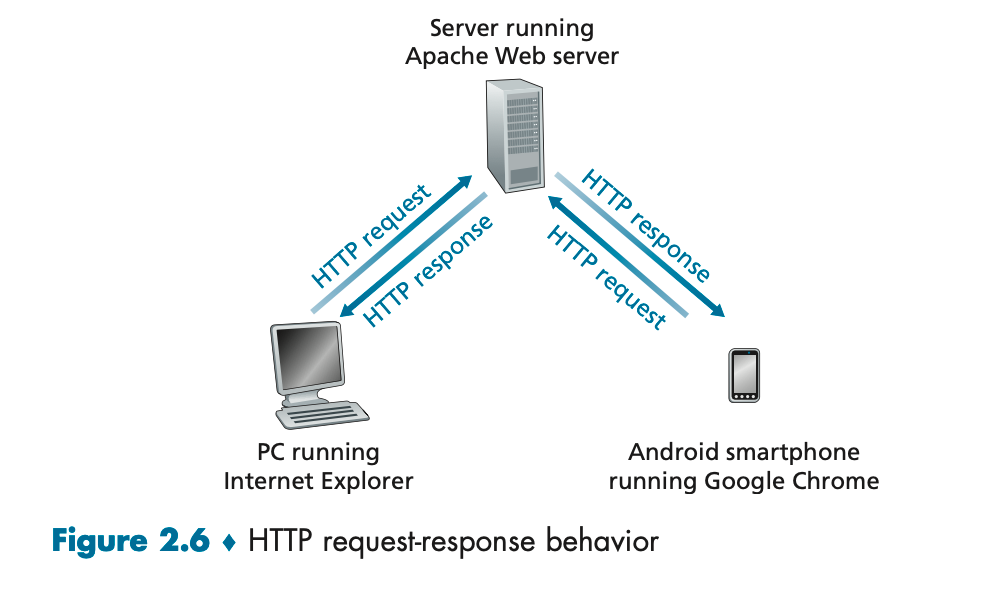 Server running
Apache Web server
HTTP request
HTTP response
HTTP response
HTTP request
PC running
Internet Explorer
Android smartphone
running Google Chrome
Figure 2.6 ♦ HTTP request-response behavior